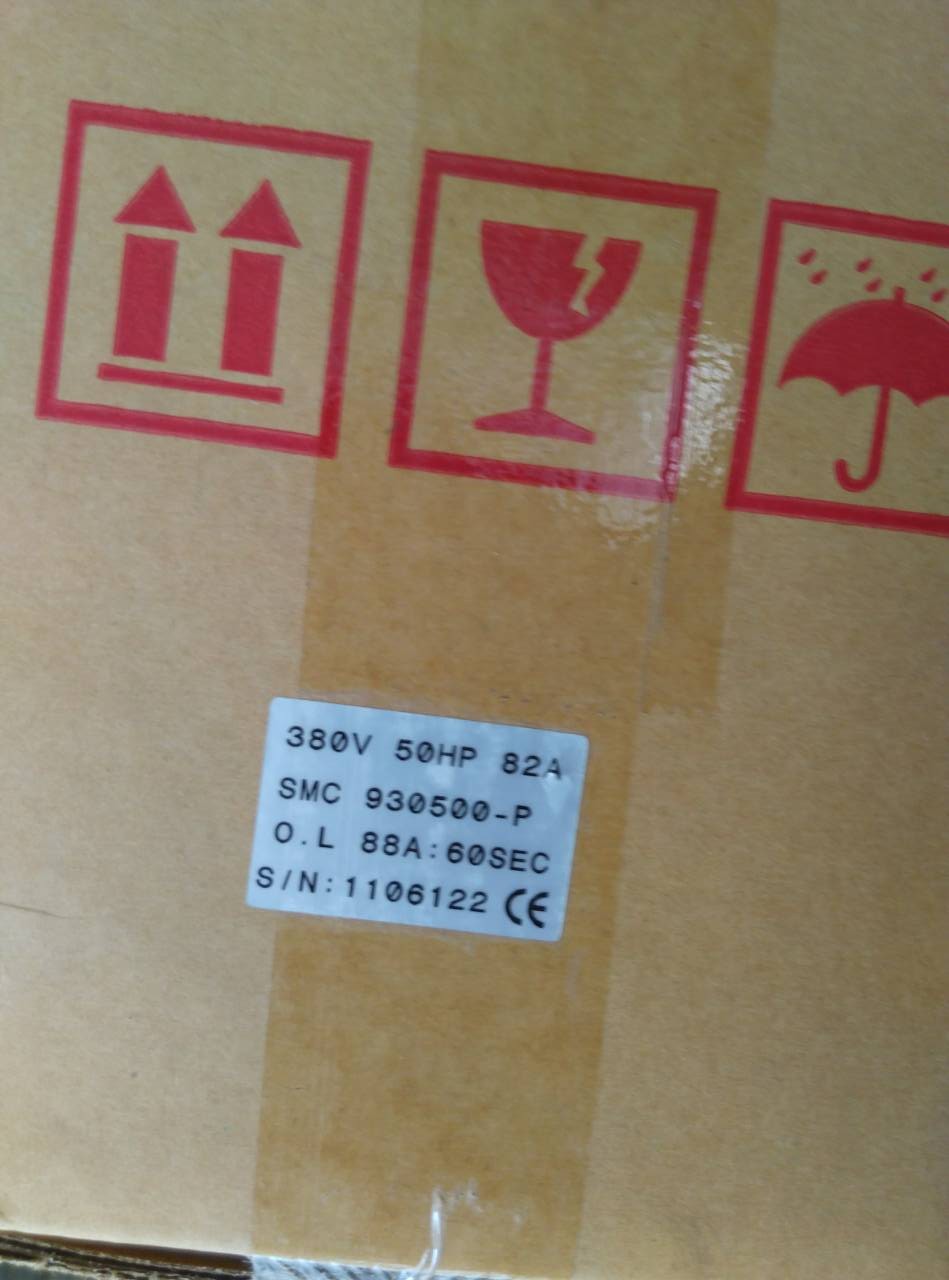 380V 50HP 82A
SMC 930500-P
O.L 88A:60SEC
S/N:1106122 CE